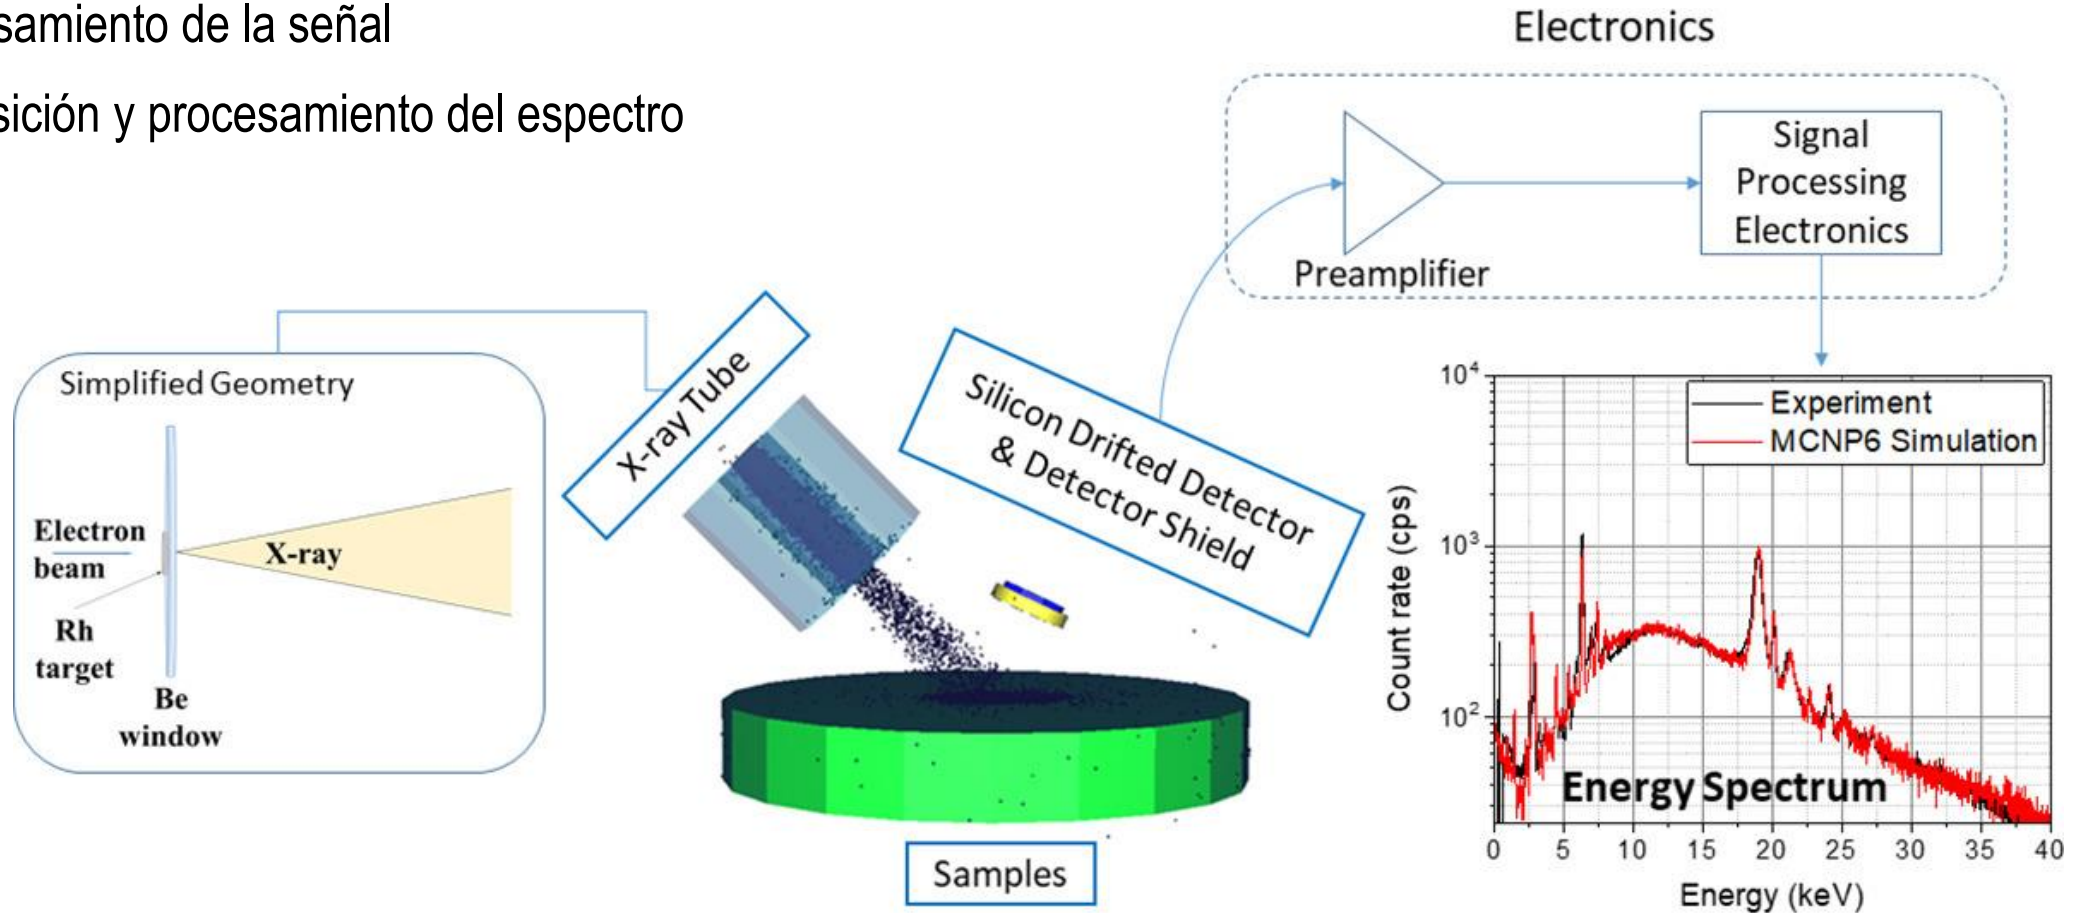 samiento de la señal
sición y procesamiento del espectro
Electronics
Signal
Processing
Electronics
Preamplifier
Simplified Geometry
Electron
beam
X-ray
Rh
target
Be
window
X-ray Tube
Silicon Drifted Detector
& Detector Shield
Samples
10⁴
10³
10²
Count rate (cps)
Experiment
MCNP6 Simulation
Energy Spectrum
0 5 10 15 20 25 30 35 40
Energy (keV)